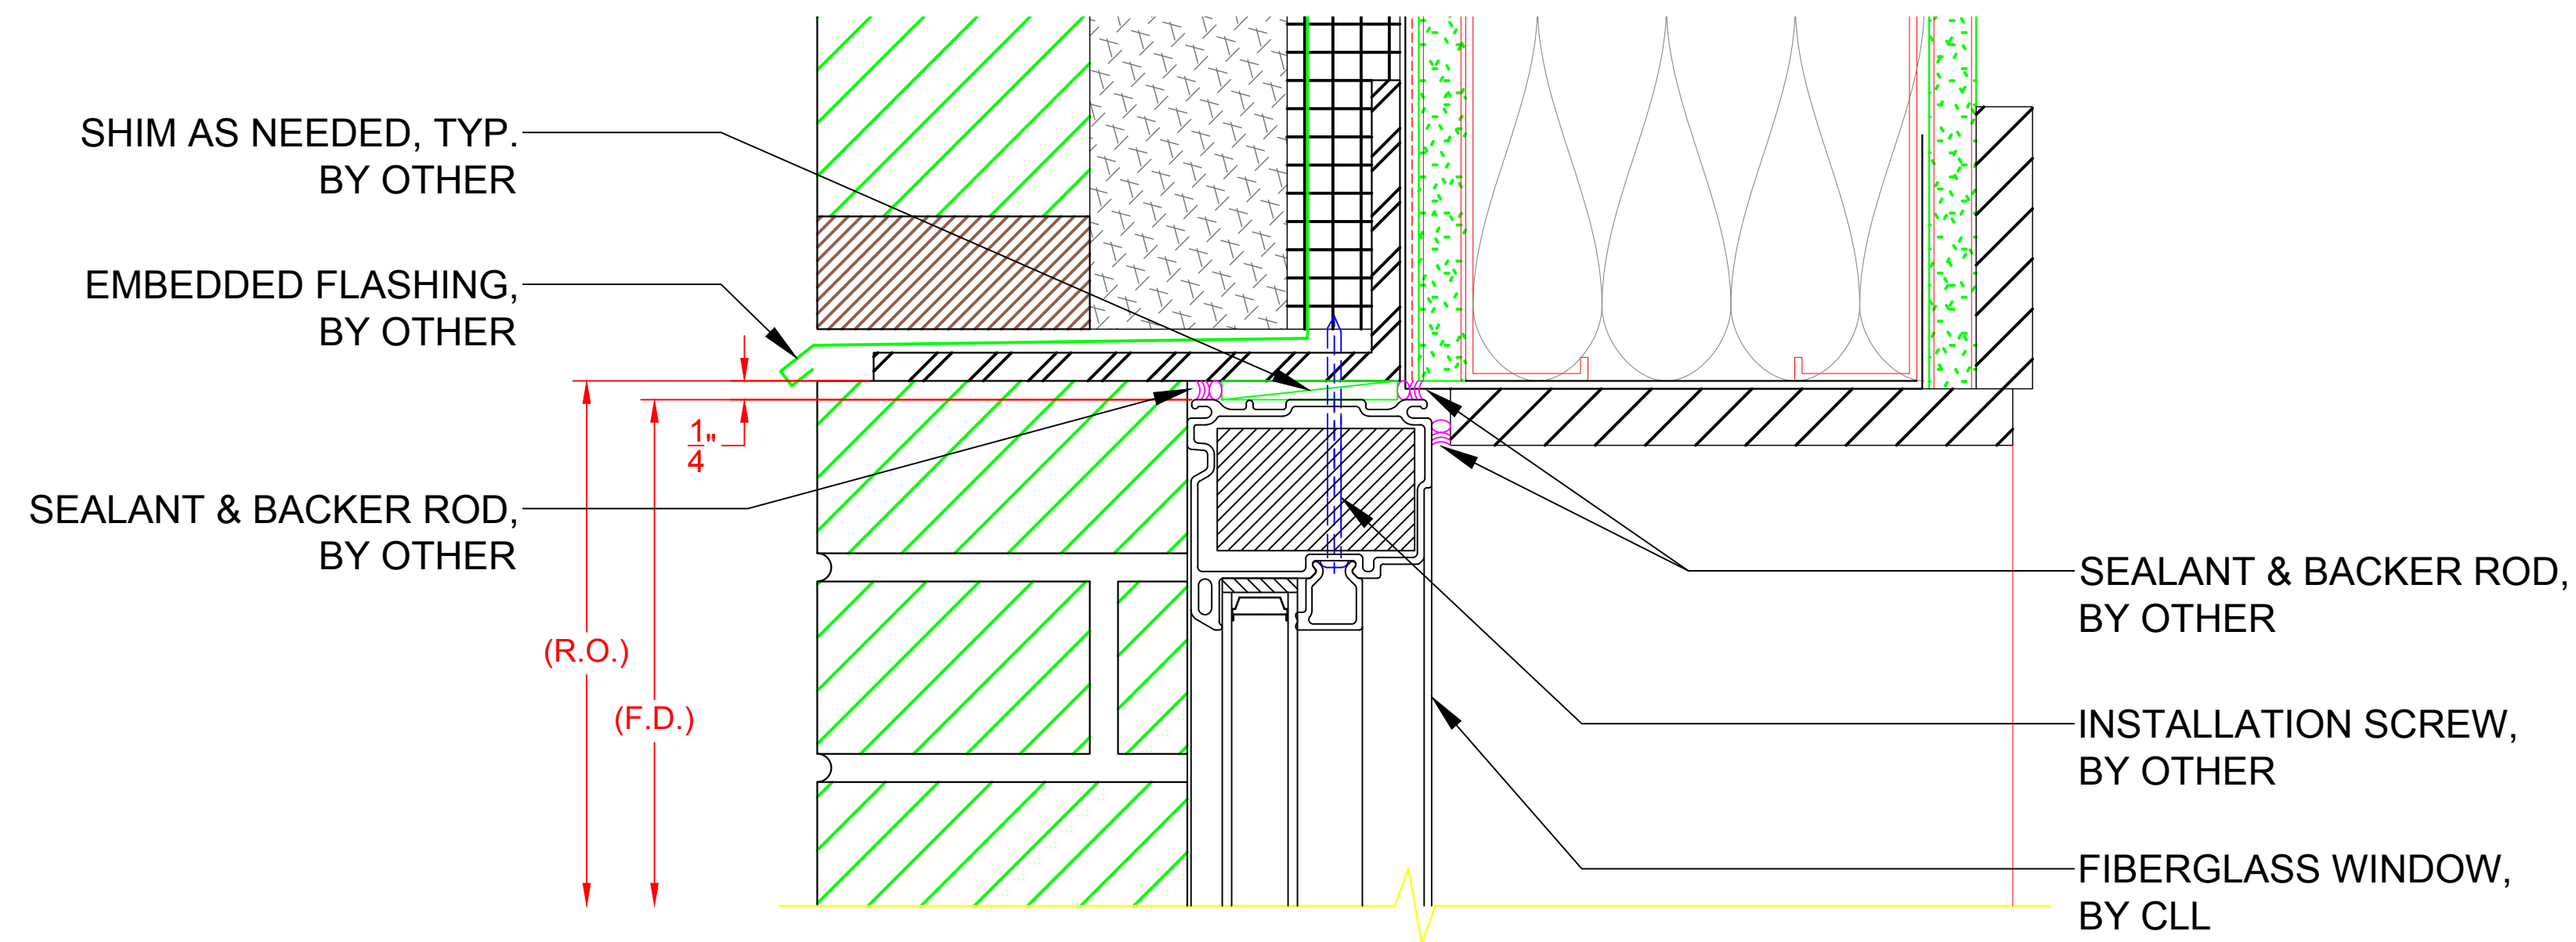 SHIM AS NEEDED, TYP.
BY OTHER
EMBEDDED FLASHING,
BY OTHER
1/4"
SEALANT & BACKER ROD,
BY OTHER
(R.O.)
(F.D.)
SEALANT & BACKER ROD,
BY OTHER
INSTALLATION SCREW,
BY OTHER
FIBERGLASS WINDOW,
BY CLL